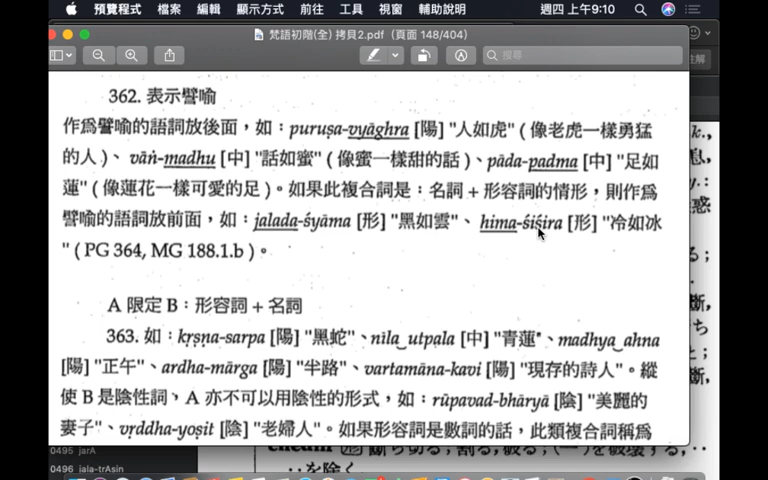 預覽程式 檔案 編輯 顯示方式 前往 工具 視窗 輔助說明 週四 上午9:10
梵語初階(全) 拷貝2.pdf (頁面 148/404)
搜尋
362. 表示譬喻
作爲譬喻的語詞放後面，如：puruṣa-vyāghra [陽] "人如虎" ( 像老虎一樣勇猛
的人 )、vāṅ-madhu [中] "話如蜜" ( 像蜜一樣甜的話 )、pāda-padma [中] "足如
蓮" ( 像蓮花一樣可愛的足 )。如果此複合詞是：名詞 + 形容詞的情形，則作爲
譬喻的語詞放前面，如：jalada-śyāma [形] "黑如雲"、hima-śiśira [形] "冷如冰
" ( PG 364, MG 188.1.b )。
A 限定 B：形容詞 + 名詞
363. 如：kṛṣṇa-sarpa [陽] "黑蛇"、nīla‿utpala [中] "青蓮"、madhya‿ahna
[陽] "正午"、ardha-mārga [陽] "半路"、vartamāna-kavi [陽] "現存的詩人"。縱
使 B 是陰性詞，A 亦不可以用陰性的形式，如：rūpavad-bhāryā [陰] "美麗的
妻子"、vṛddha-yoṣit [陰] "老婦人"。如果形容詞是數詞的話，此類複合詞稱爲
0495 jarA
0496 jala-trAsin